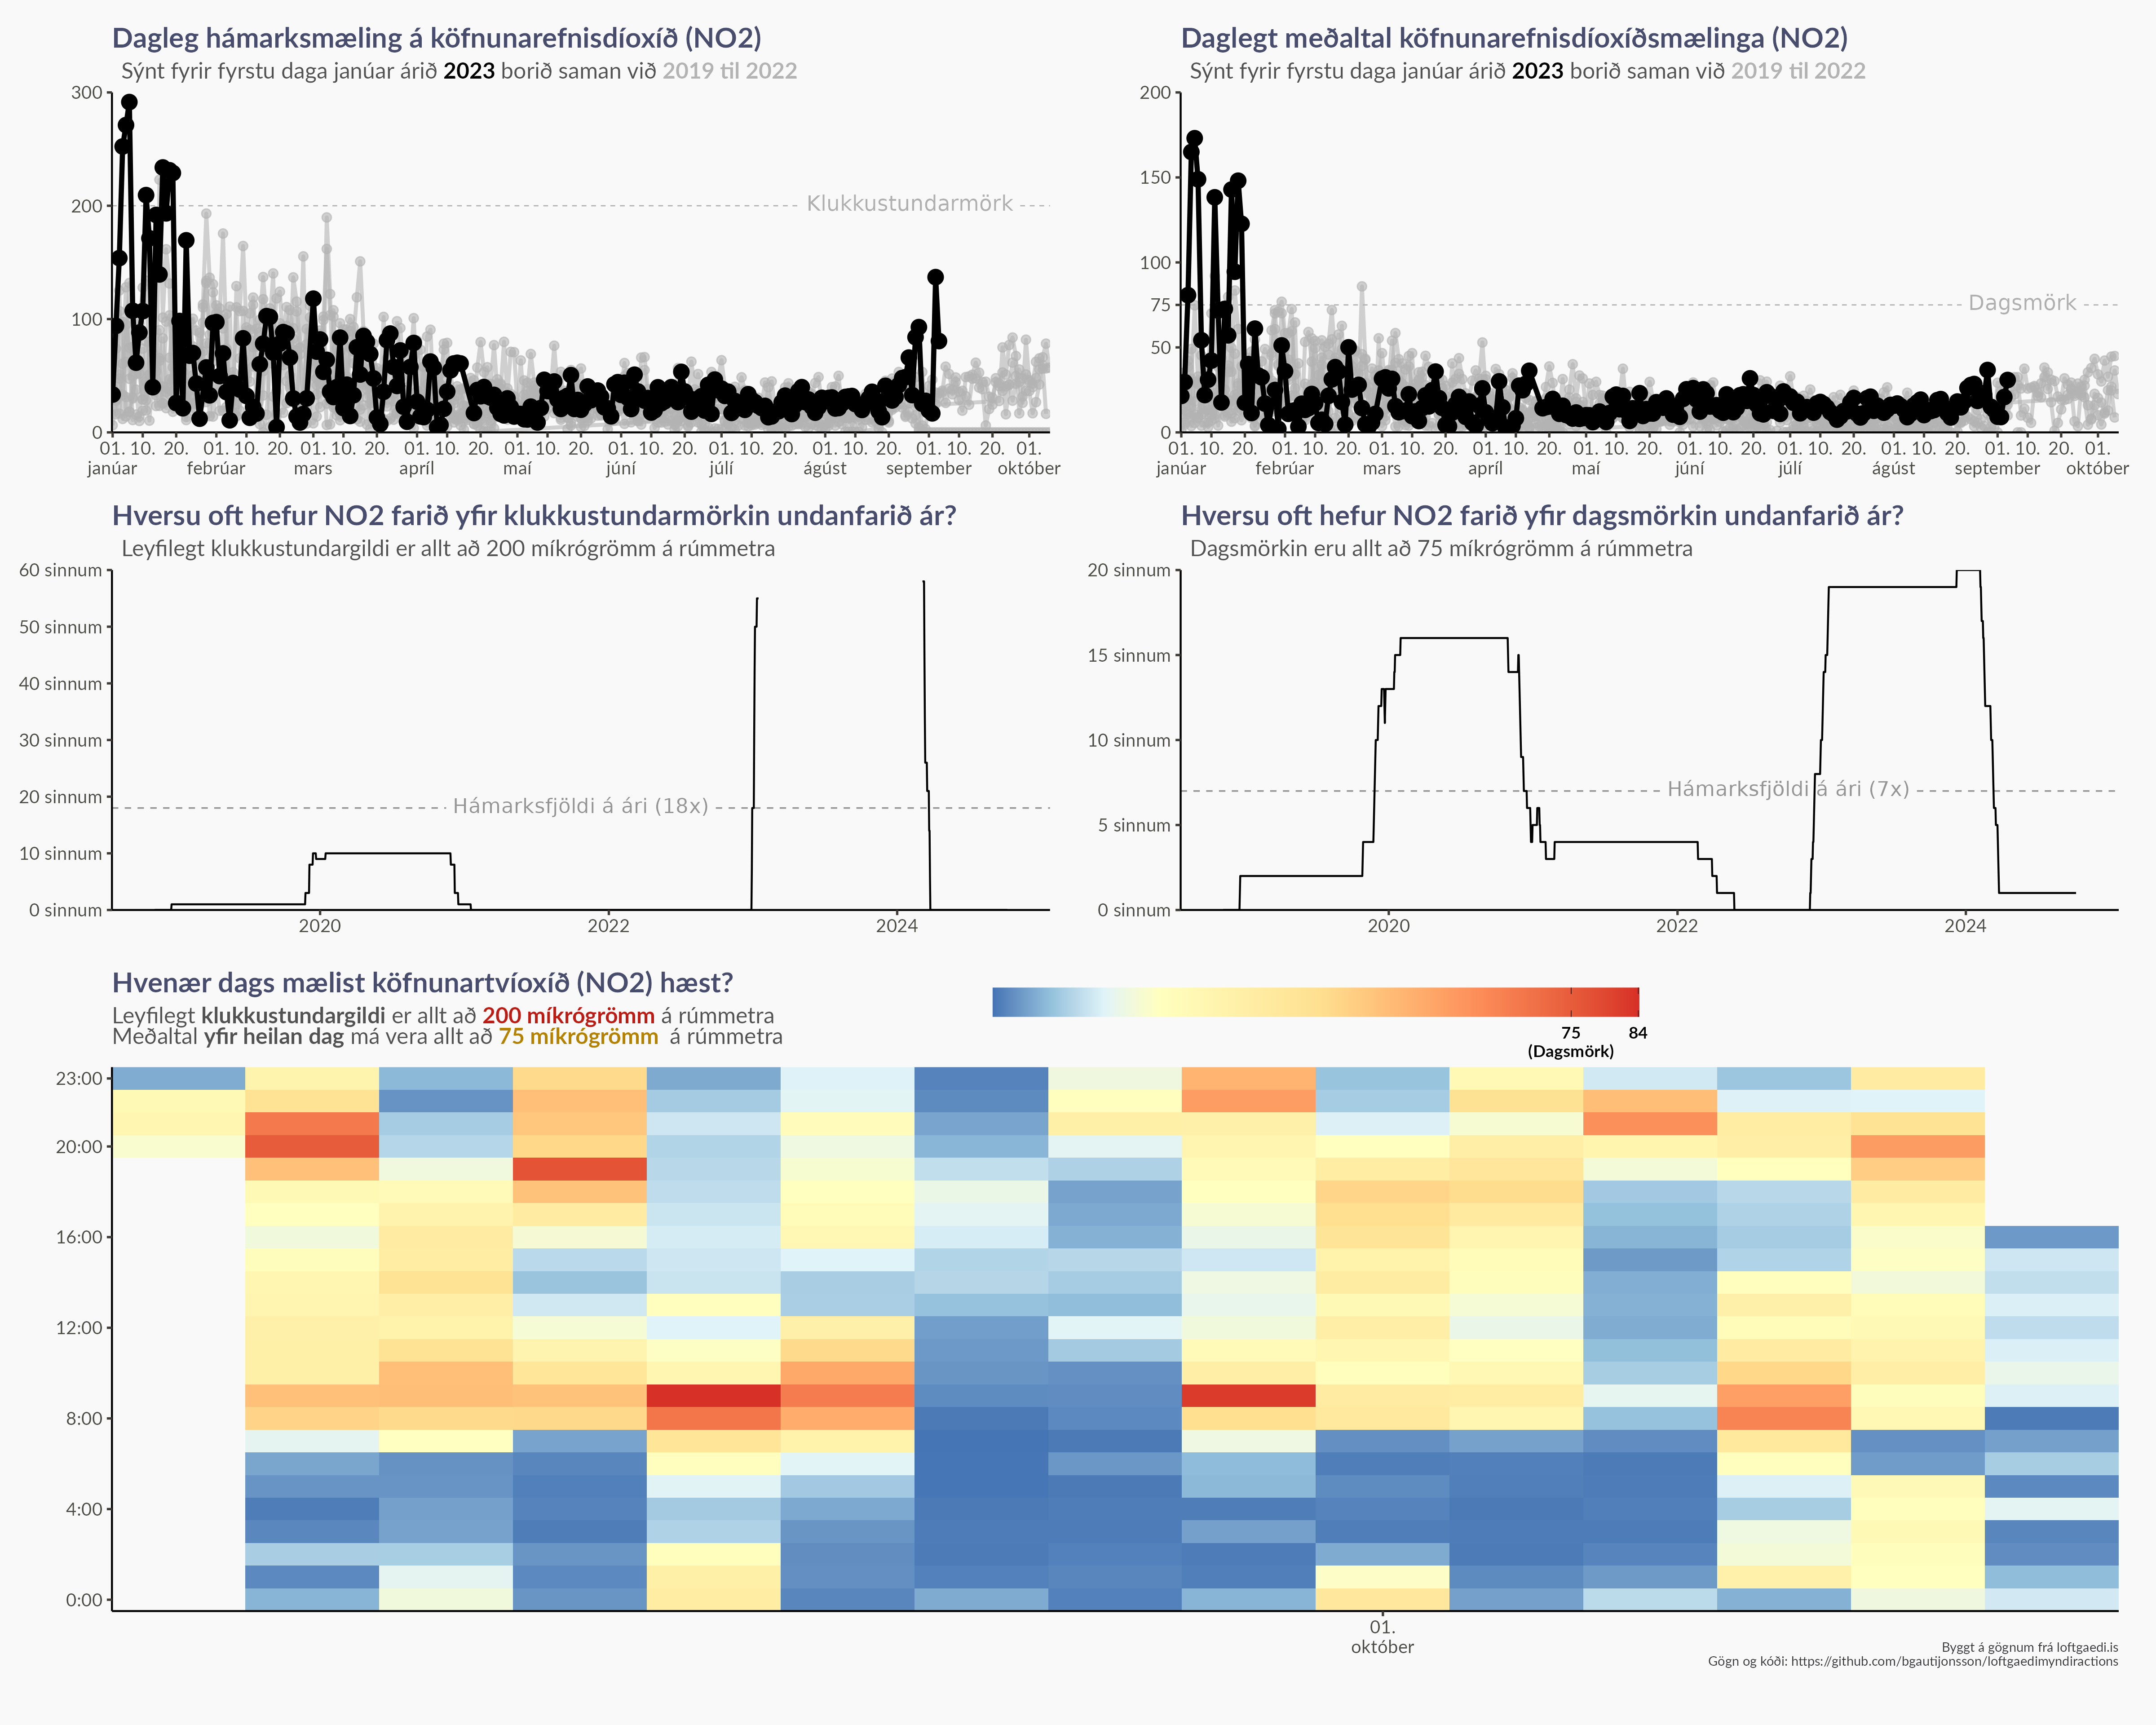 Dagleg hámarksmæling á köfnunarefnisdíoxíð (NO2)
Sýnt fyrir fyrstu daga janúar árið 2023 borið saman við 2019 til 2022
300
200
100
0
Klukkustundarmörk
01. 10. 20. 01. 10. 20. 01. 10. 20. 01. 10. 20. 01. 10. 20. 01. 10. 20. 01. 10. 20. 01. 10. 20. 01. 10. 20. 01.
janúar febrúar mars apríl maí júní júlí ágúst september október
Daglegt meðaltal köfnunarefnisdíoxíðsmælinga (NO2)
Sýnt fyrir fyrstu daga janúar árið 2023 borið saman við 2019 til 2022
200
150
100
75
50
0
Dagsmörk
01. 10. 20. 01. 10. 20. 01. 10. 20. 01. 10. 20. 01. 10. 20. 01. 10. 20. 01. 10. 20. 01. 10. 20. 01. 10. 20. 01.
janúar febrúar mars apríl maí júní júlí ágúst september október
Hversu oft hefur NO2 farið yfir klukkustundarmörkin undanfarið ár?
Leyfilegt klukkustundargildi er allt að 200 míkrógrömm á rúmmetra
60 sinnum
50 sinnum
40 sinnum
30 sinnum
20 sinnum
10 sinnum
0 sinnum
Hámarksfjöldi á ári (18x)
2020 2022 2024
Hversu oft hefur NO2 farið yfir dagsmörkin undanfarið ár?
Dagsmörkin eru allt að 75 míkrógrömm á rúmmetra
20 sinnum
15 sinnum
10 sinnum
5 sinnum
0 sinnum
Hámarksfjöldi á ári (7x)
2020 2022 2024
Hvenær dags mælist köfnunartvíoxíð (NO2) hæst?
Leyfilegt klukkustundargildi er allt að 200 míkrógrömm á rúmmetra
Meðaltal yfir heilan dag má vera allt að 75 míkrógrömm á rúmmetra
75 84
(Dagsmörk)
23:00
20:00
16:00
12:00
8:00
4:00
0:00
01.
október
Byggt á gögnum frá loftgaedi.is
Gögn og kóði: https://github.com/bgautijonsson/loftgaedimyndiractions